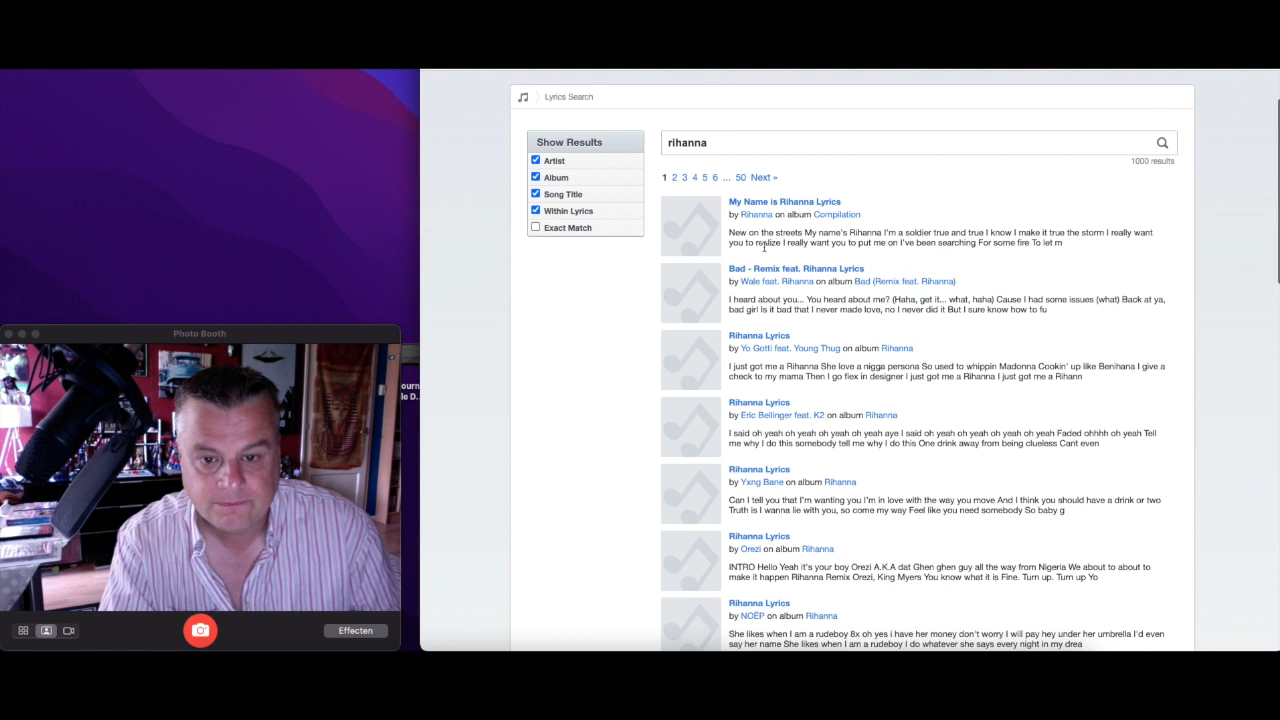 Lyrics Search
Show Results
Artist
Album
Song Title
Within Lyrics
Exact Match
rihanna
1000 results
1 2 3 4 5 6 ... 50 Next »
My Name is Rihanna Lyrics
by Rihanna on album Compilation
New on the streets My name's Rihanna I'm a soldier true and true I know I make it true the storm I really want
you to realize I really want you to put me on I've been searching For some fire To let m
Bad - Remix feat. Rihanna Lyrics
by Wale feat. Rihanna on album Bad (Remix feat. Rihanna)
I heard about you... You heard about me? (Haha, get it... what, haha) Cause I had some issues (what) Back at ya,
bad girl Is it bad that I never made love, no I never did it But I sure know how to fu
Rihanna Lyrics
by Yo Gotti feat. Young Thug on album Rihanna
I just got me a Rihanna She love a nigga persona So used to whippin Madonna Cookin' up like Benihana I give a
check to my mama Then I go flex in designer I just got me a Rihanna I just got me a Rihann
Rihanna Lyrics
by Eric Bellinger feat. K2 on album Rihanna
I said oh yeah oh yeah oh yeah oh yeah aye I said oh yeah oh yeah oh yeah oh yeah Faded ohhhh oh yeah Tell
me why I do this somebody tell me why I do this One drink away from being clueless Cant even
Rihanna Lyrics
by Yxng Bane on album Rihanna
Can I tell you that I'm wanting you I'm in love with the way you move And I think you should have a drink or two
Truth is I wanna lie with you, so come my way Feel like you need somebody So baby g
Rihanna Lyrics
by Orezi on album Rihanna
INTRO Hello Yeah it's your boy Orezi A.K.A dat Ghen ghen guy all the way from Nigeria We about to about to
make it happen Rihanna Remix Orezi, King Myers You know what it is Fine. Turn up. Turn up Yo
Rihanna Lyrics
by NOËP on album Rihanna
She likes when I am a rudeboy 8x oh yes i have her money don't worry I will pay hey under her umbrella I'd even
say her name She likes when I am a rudeboy I do whatever she says every night in my drea
Photo Booth
Effecten